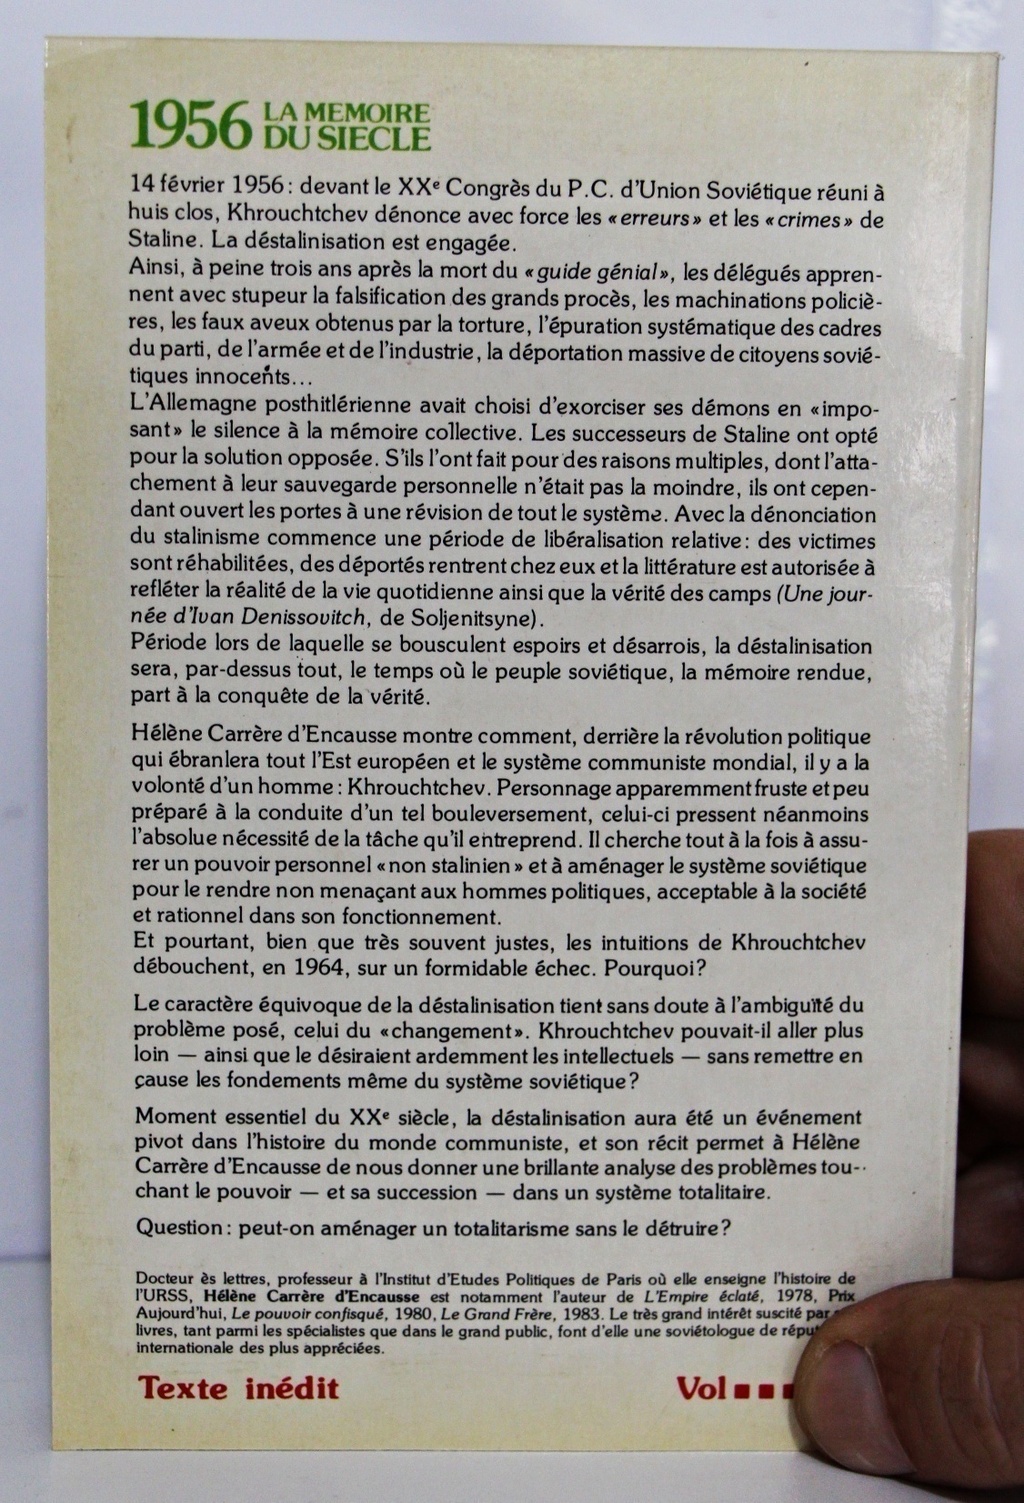 1956 LA MEMOIRE
DU SIECLE
14 février 1956 : devant le XXe Congrès du P.C. d'Union Soviétique réuni à
huis clos, Khrouchtchev dénonce avec force les «erreurs» et les «crimes» de
Staline. La déstalinisation est engagée.
Ainsi, à peine trois ans après la mort du «guide génial», les délégués appren-
nent avec stupeur la falsification des grands procès, les machinations policiè-
res, les faux aveux obtenus par la torture, l'épuration systématique des cadres
du parti, de l'armée et de l'industrie, la déportation massive de citoyens sovié-
tiques innocents...
L'Allemagne posthitlérienne avait choisi d'exorciser ses démons en «impo-
sant» le silence à la mémoire collective. Les successeurs de Staline ont opté
pour la solution opposée. S'ils l'ont fait pour des raisons multiples, dont l'atta-
chement à leur sauvegarde personnelle n'était pas la moindre, ils ont cepen-
dant ouvert les portes à une révision de tout le système. Avec la dénonciation
du stalinisme commence une période de libéralisation relative : des victimes
sont réhabilitées, des déportés rentrent chez eux et la littérature est autorisée à
refléter la réalité de la vie quotidienne ainsi que la vérité des camps (Une jour-
née d'Ivan Denissovitch, de Soljenitsyne).
Période lors de laquelle se bousculent espoirs et désarrois, la déstalinisation
sera, par-dessus tout, le temps où le peuple soviétique, la mémoire rendue,
part à la conquête de la vérité.
Hélène Carrère d'Encausse montre comment, derrière la révolution politique
qui ébranlera tout l'Est européen et le système communiste mondial, il y a la
volonté d'un homme : Khrouchtchev. Personnage apparemment fruste et peu
préparé à la conduite d'un tel bouleversement, celui-ci pressent néanmoins
l'absolue nécessité de la tâche qu'il entreprend. Il cherche tout à la fois à assu-
rer un pouvoir personnel «non stalinien» et à aménager le système soviétique
pour le rendre non menaçant aux hommes politiques, acceptable à la société
et rationnel dans son fonctionnement.
Et pourtant, bien que très souvent justes, les intuitions de Khrouchtchev
débouchent, en 1964, sur un formidable échec. Pourquoi?
Le caractère équivoque de la déstalinisation tient sans doute à l'ambiguïté du
problème posé, celui du «changement». Khrouchtchev pouvait-il aller plus
loin — ainsi que le désiraient ardemment les intellectuels — sans remettre en
cause les fondements même du système soviétique?
Moment essentiel du XXe siècle, la déstalinisation aura été un événement
pivot dans l'histoire du monde communiste, et son récit permet à Hélène
Carrère d'Encausse de nous donner une brillante analyse des problèmes tou-
chant le pouvoir — et sa succession — dans un système totalitaire.
Question : peut-on aménager un totalitarisme sans le détruire?
Docteur ès lettres, professeur à l'Institut d'Etudes Politiques de Paris où elle enseigne l'histoire de
l'URSS, Hélène Carrère d'Encausse est notamment l'auteur de L'Empire éclaté, 1978, Prix
Aujourd'hui, Le pouvoir confisqué, 1980, Le Grand Frère, 1983. Le très grand intérêt suscité par
livres, tant parmi les spécialistes que dans le grand public, font d'elle une soviétologue de
internationale des plus appréciées.
Texte inédit Vol